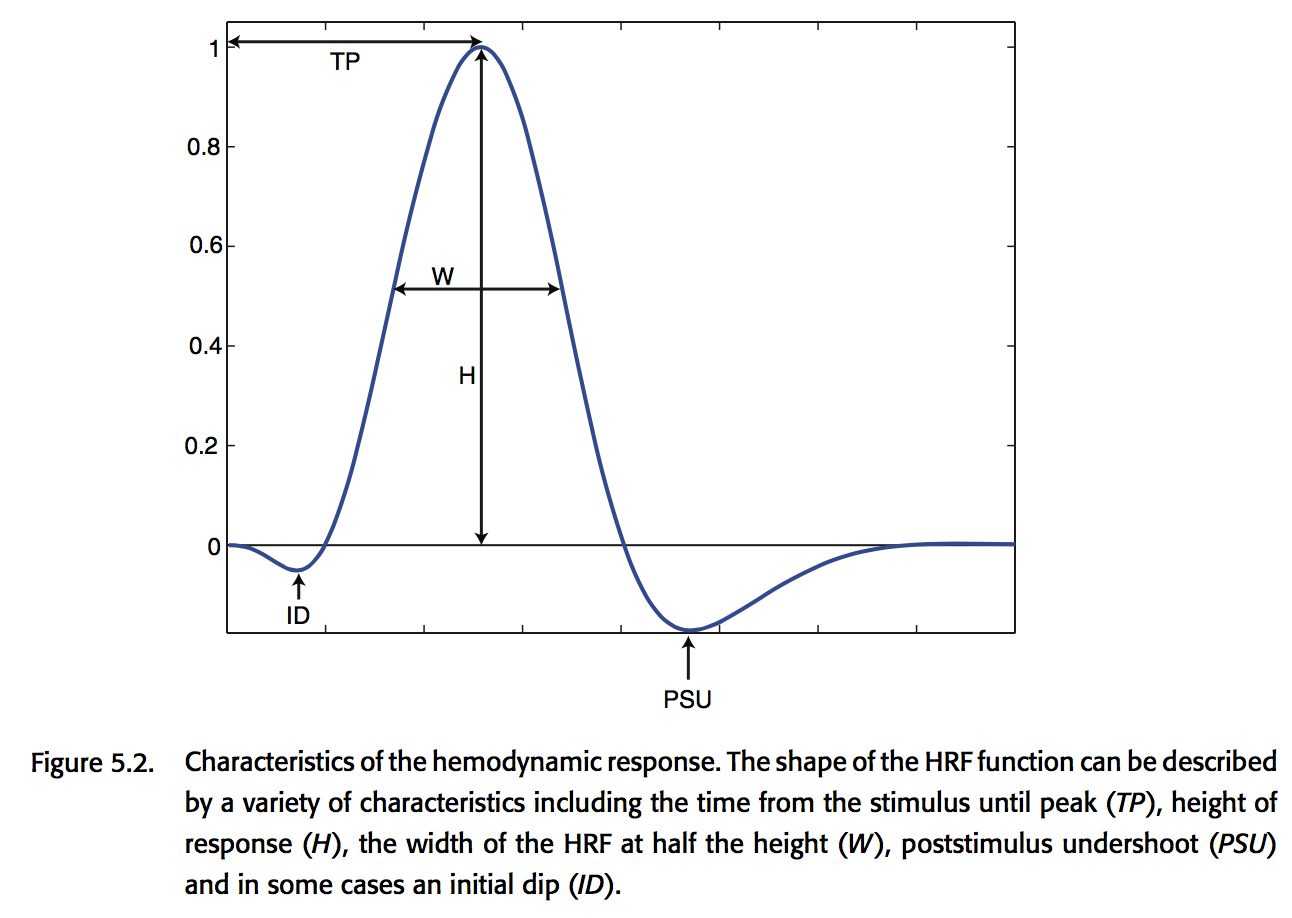 1
TP
0.8
0.6
W
0.4
H
0.2
0
ID
PSU
Figure 5.2. Characteristics of the hemodynamic response. The shape of the HRF function can be described
by a variety of characteristics including the time from the stimulus until peak (TP), height of
response (H), the width of the HRF at half the height (W), poststimulus undershoot (PSU)
and in some cases an initial dip (ID).